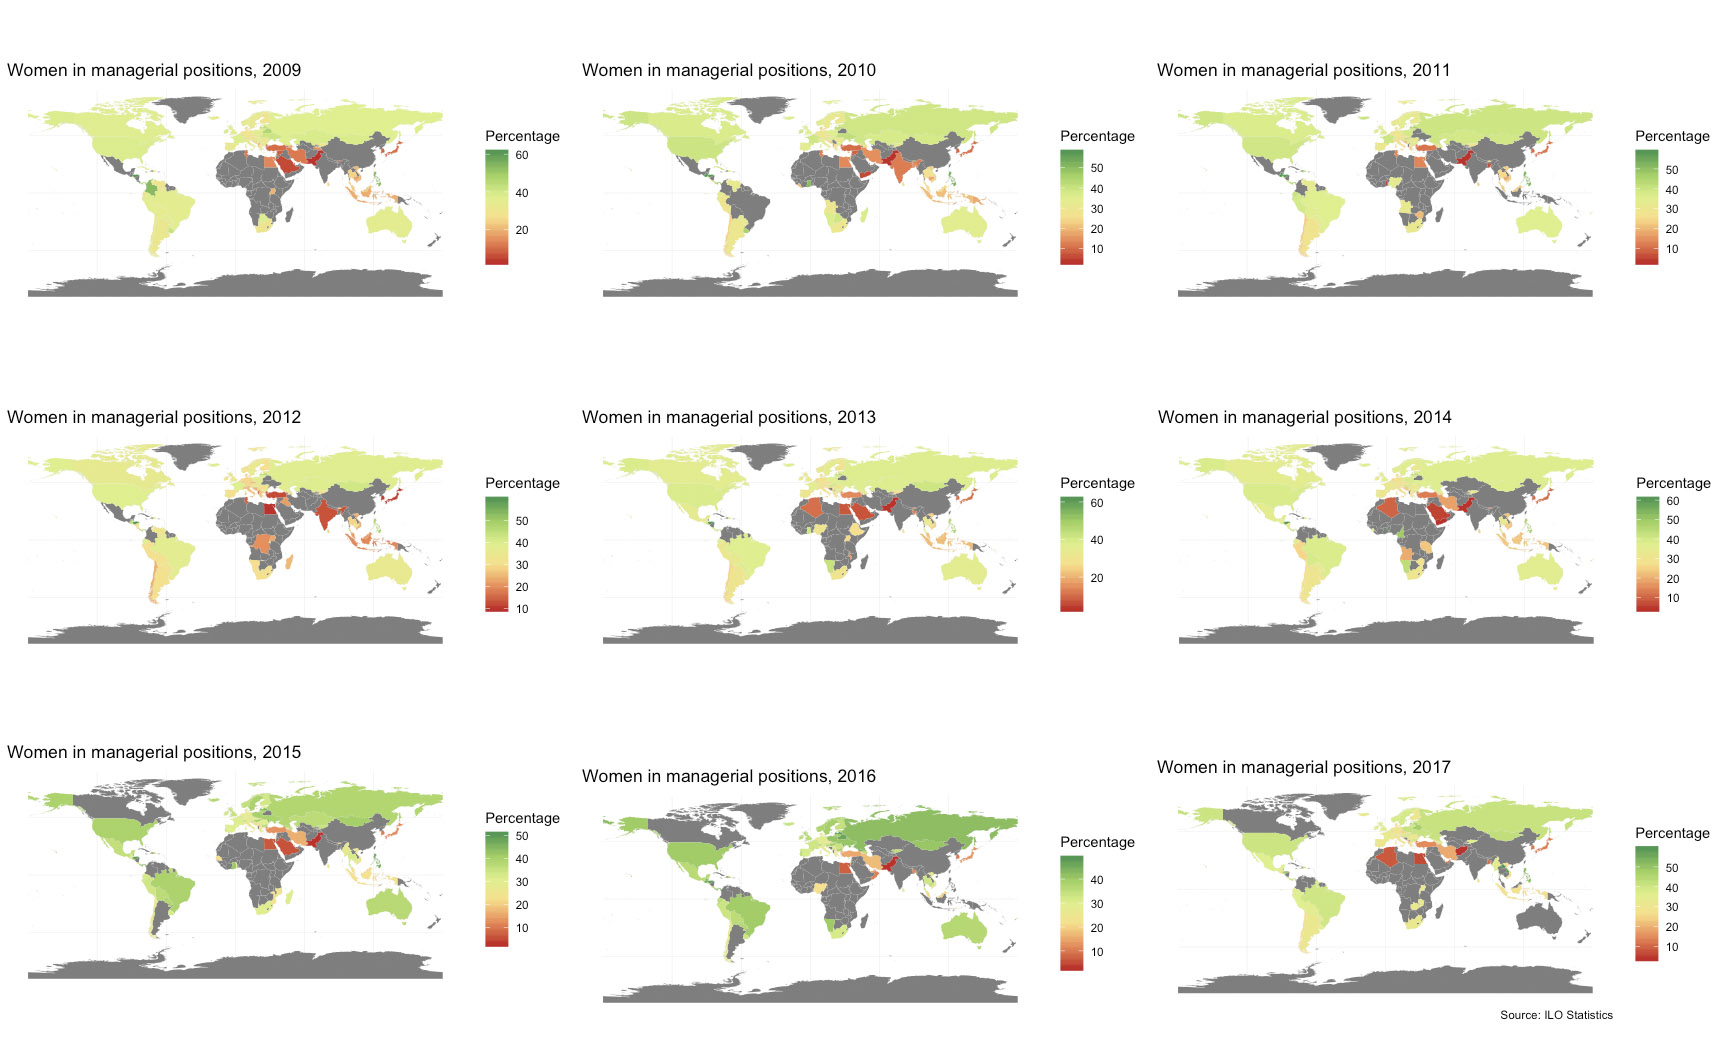 Women in managerial positions, 2009
Percentage
60
40
20
Women in managerial positions, 2010
Percentage
50
40
30
20
10
Women in managerial positions, 2011
Percentage
50
40
30
20
10
Women in managerial positions, 2012
Percentage
50
40
30
20
10
Women in managerial positions, 2013
Percentage
60
40
20
Women in managerial positions, 2014
Percentage
60
50
40
30
20
10
Women in managerial positions, 2015
Percentage
50
40
30
20
10
Women in managerial positions, 2016
Percentage
40
30
20
10
Women in managerial positions, 2017
Percentage
50
40
30
20
10
Source: ILO Statistics